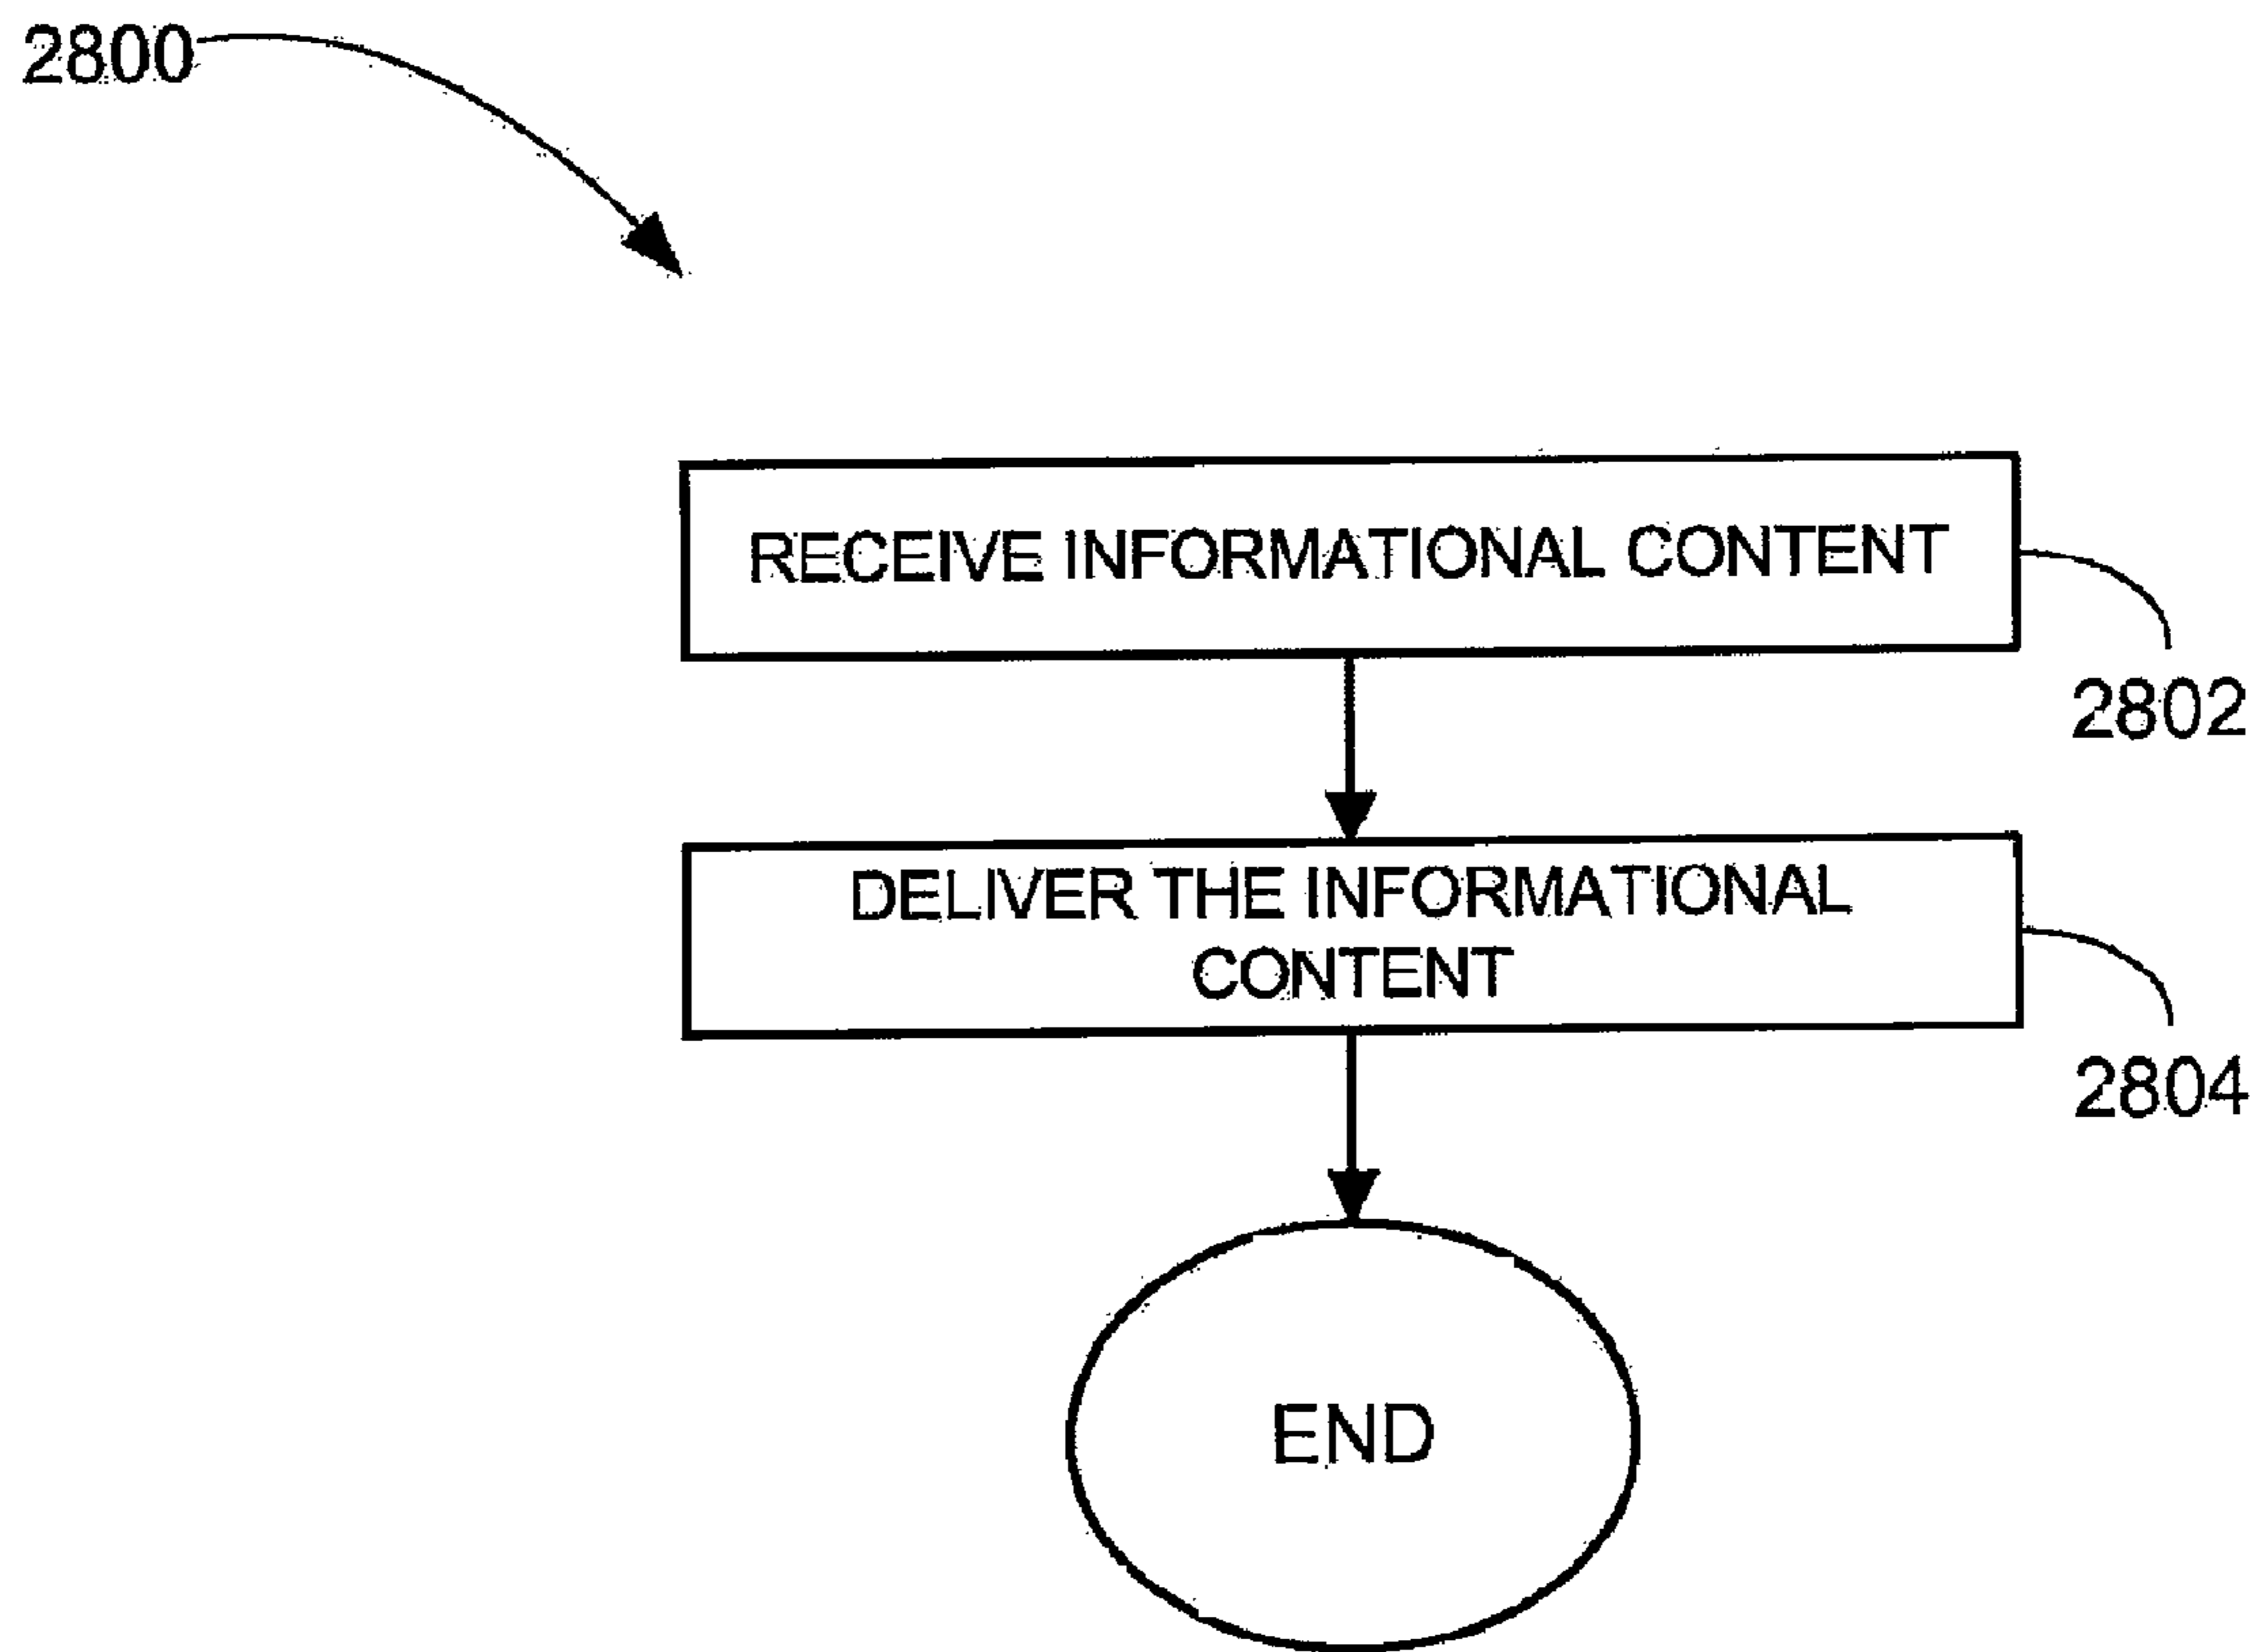 2800
RECEIVE INFORMATIONAL CONTENT
2802
DELIVER THE INFORMATIONAL
CONTENT
2804
END